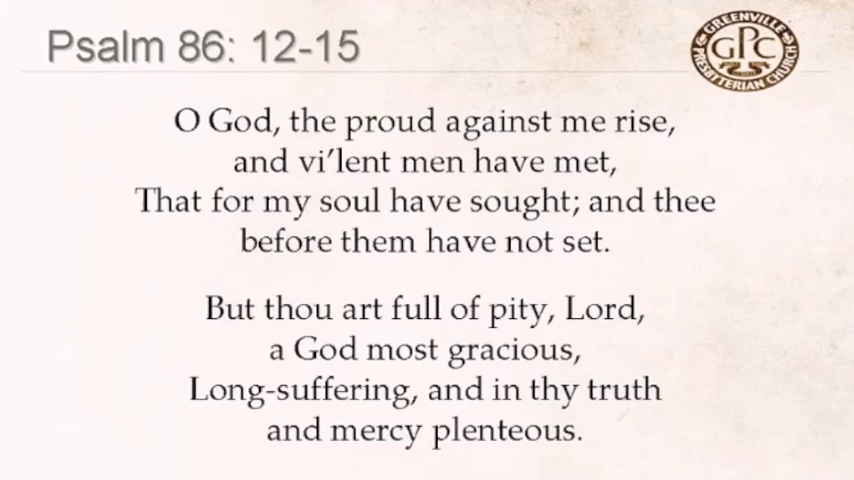 Psalm 86: 12-15
GREENVILLE
GPC
PRESBYTERIAN CHURCH
O God, the proud against me rise,
and vi’lent men have met,
That for my soul have sought; and thee
before them have not set.
But thou art full of pity, Lord,
a God most gracious,
Long-suffering, and in thy truth
and mercy plenteous.